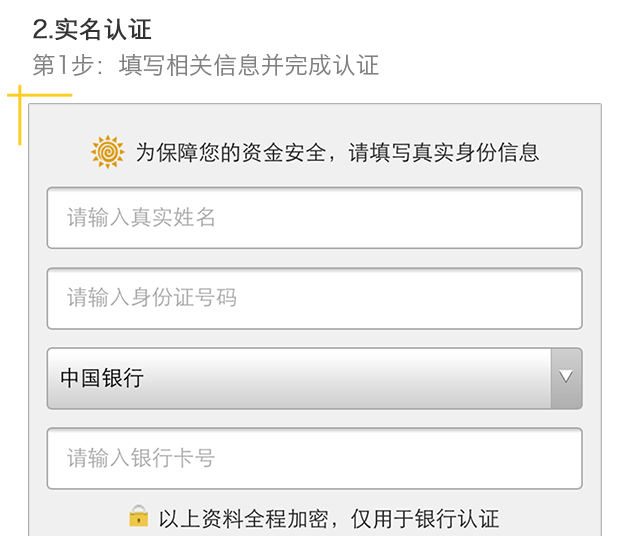 2.实名认证
第1步：填写相关信息并完成认证
为保障您的资金安全，请填写真实身份信息
请输入真实姓名
请输入身份证号码
中国银行
请输入银行卡号
以上资料全程加密，仅用于银行认证